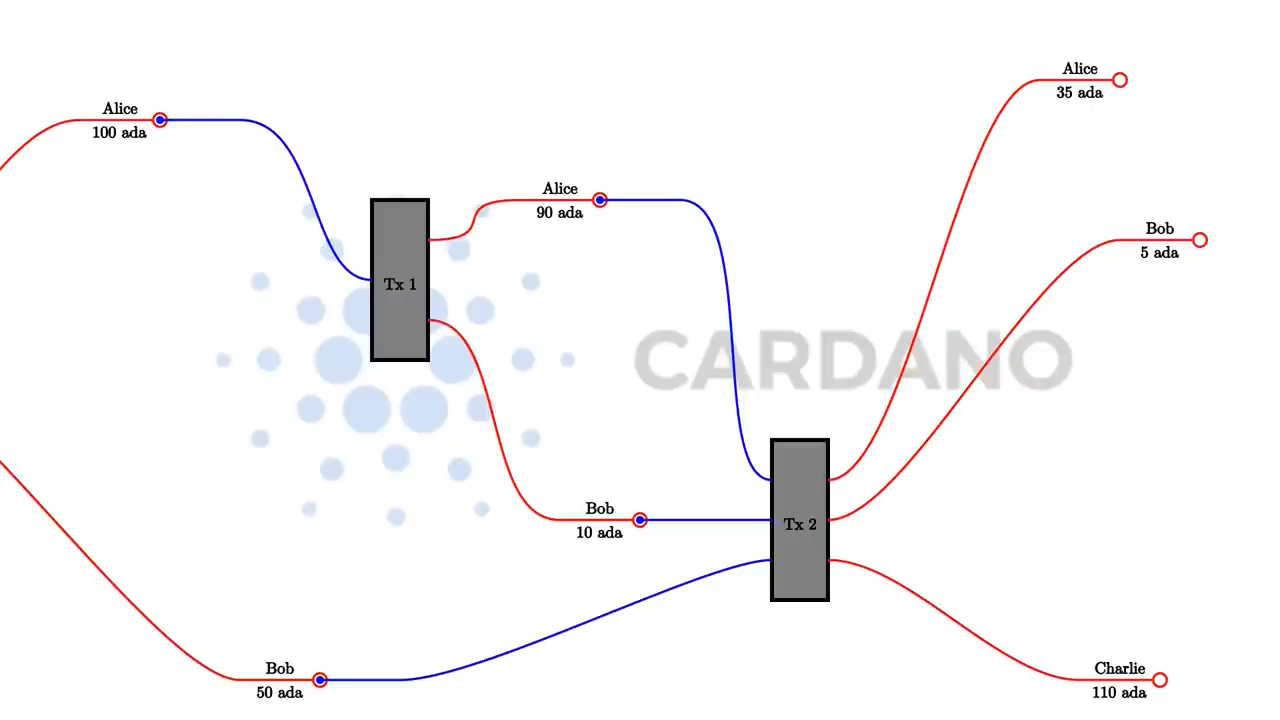 Alice
35 ada
Alice
100 ada
Alice
90 ada
Bob
5 ada
Tx 1
CARDANO
Bob
10 ada
Tx 2
Bob
50 ada
Charlie
110 ada